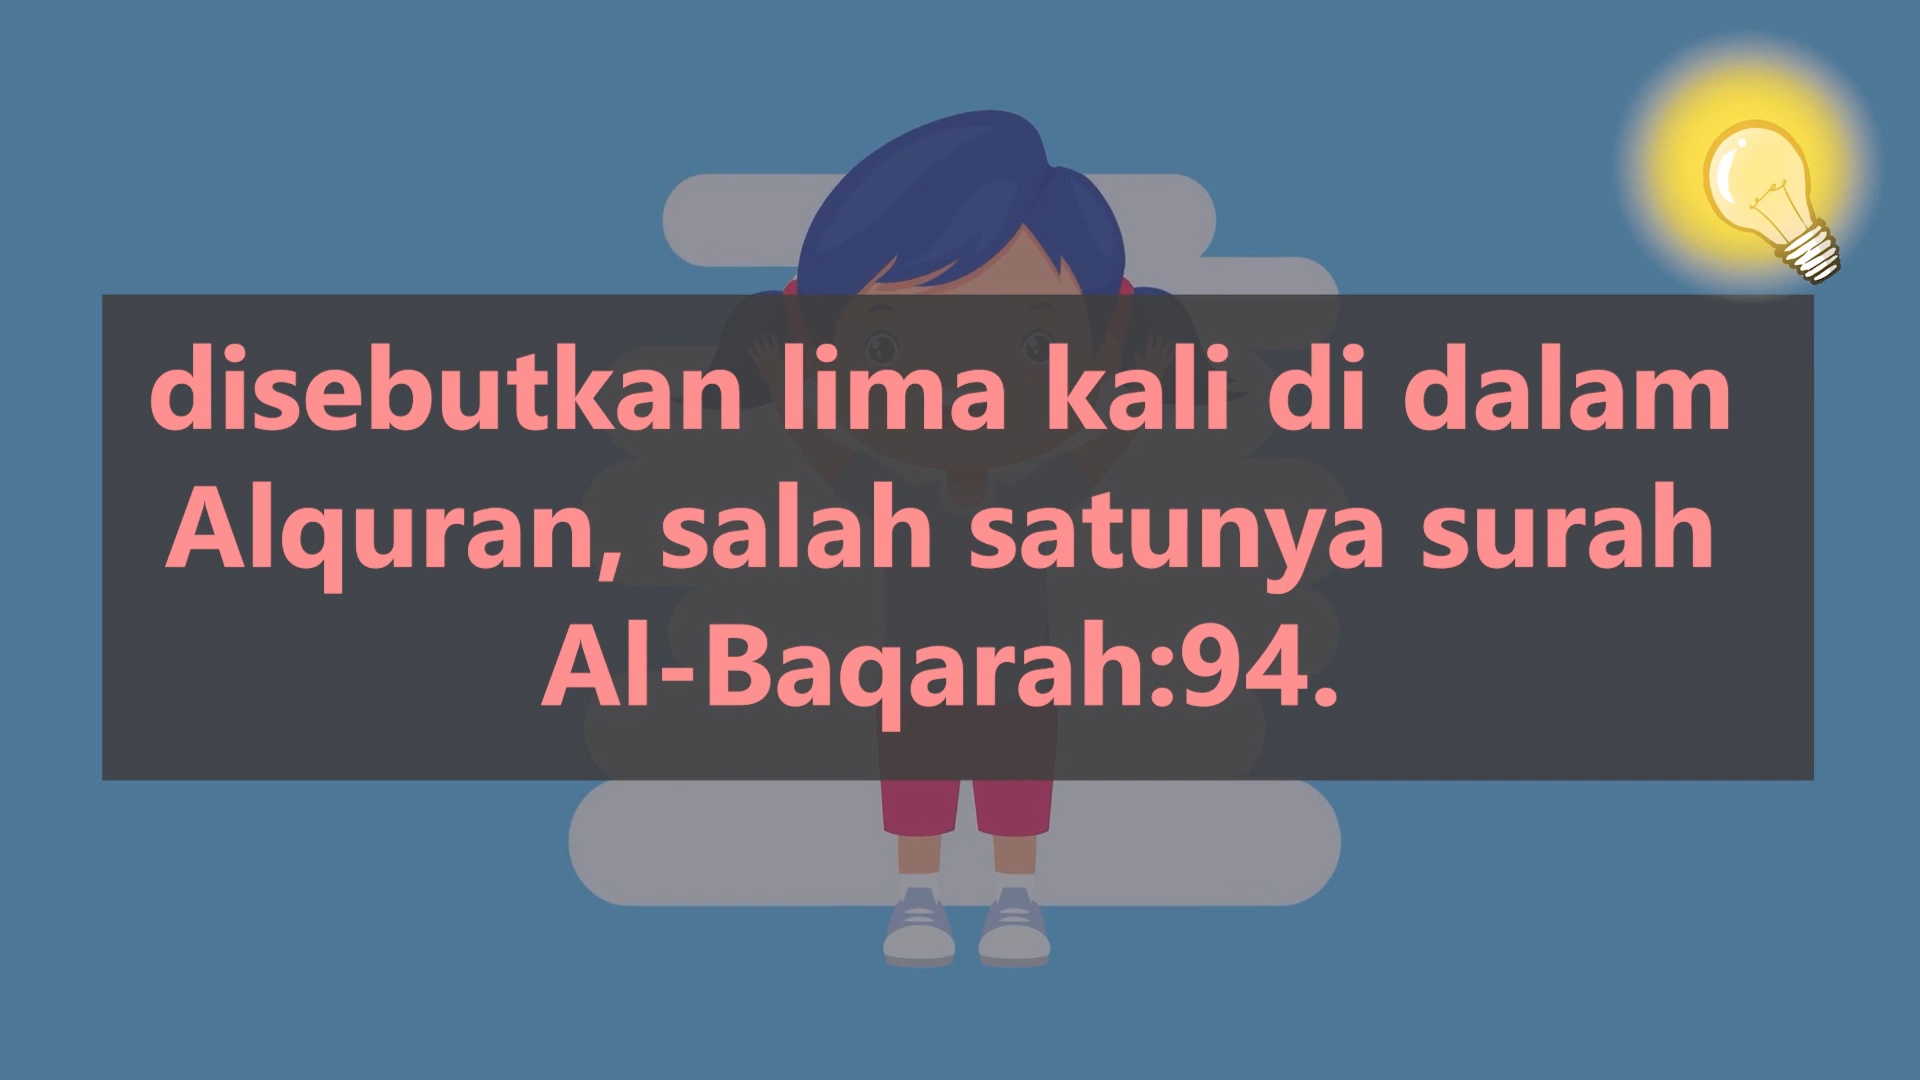 disebutkan lima kali di dalam
Alquran, salah satunya surah
Al-Baqarah:94.